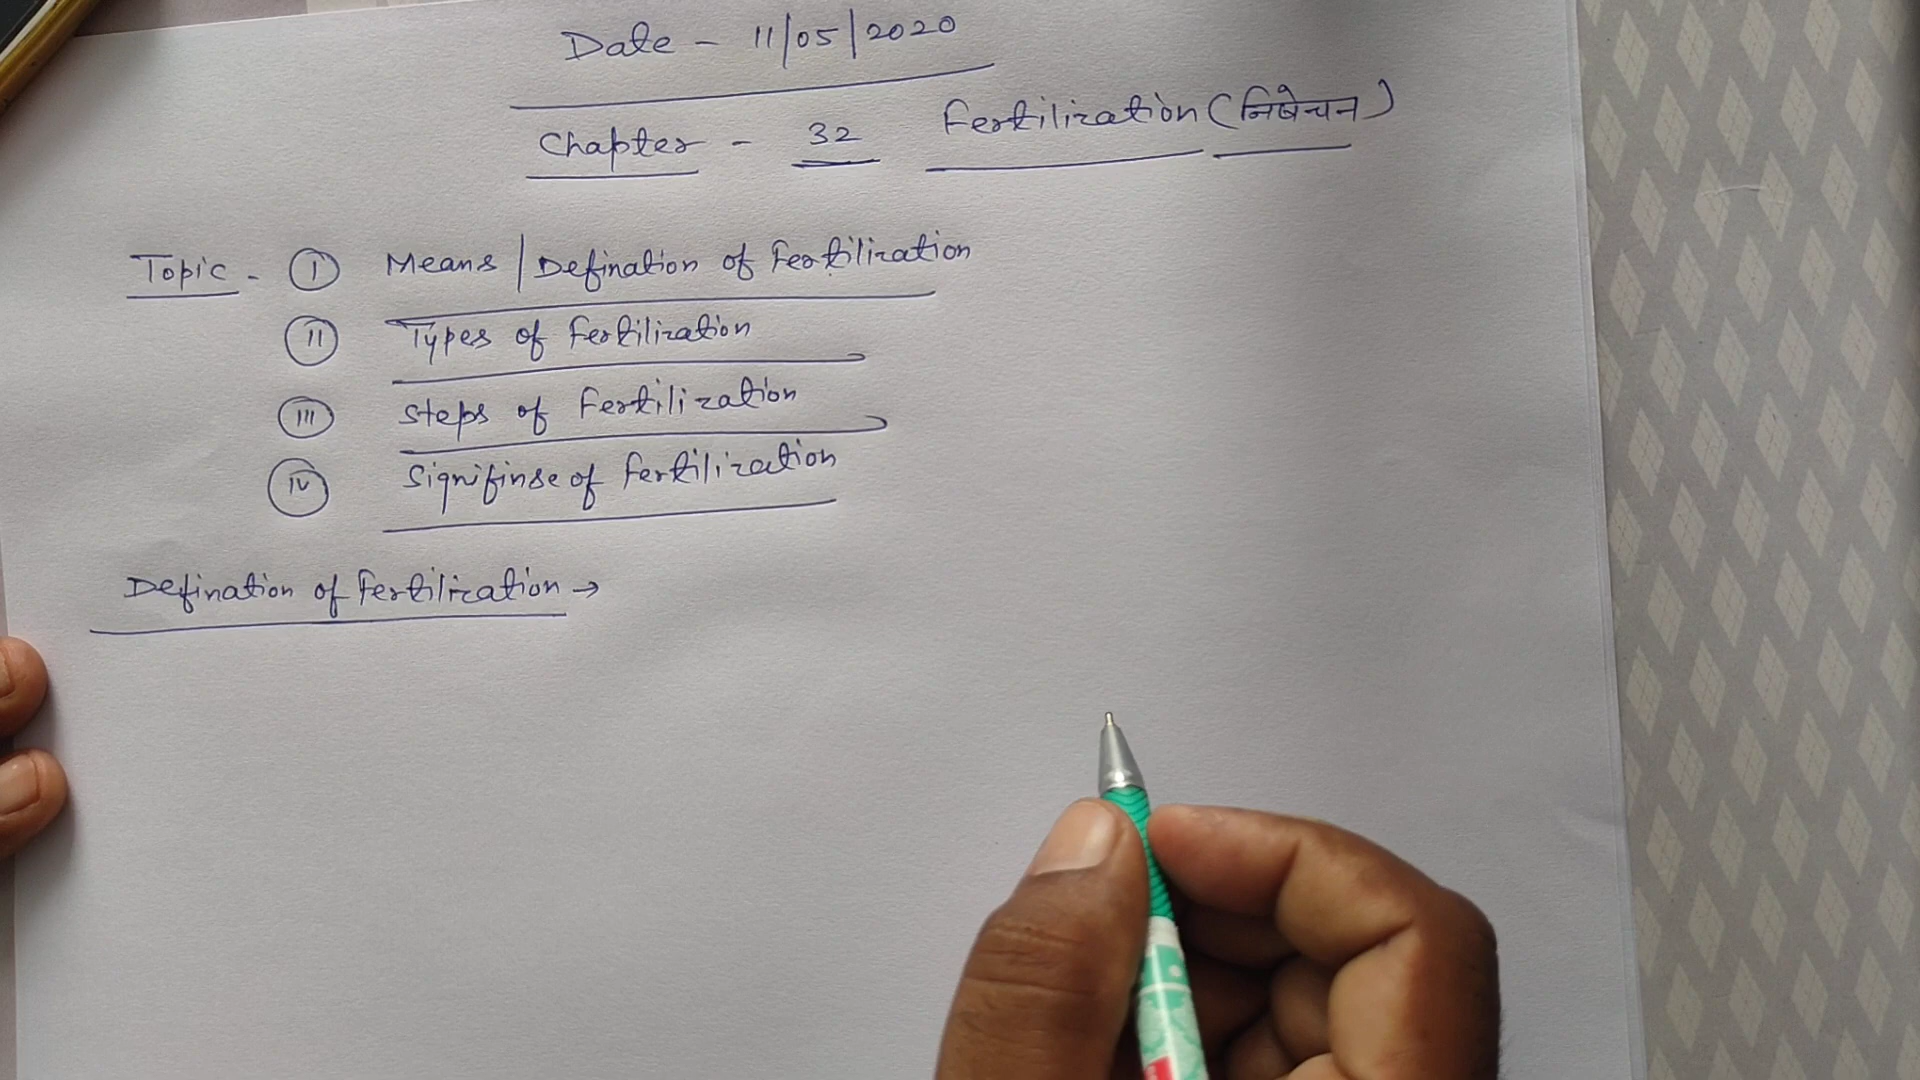 Date - 11/05/2020
Chapter - 32 Fertilization (निषेचन)
Topic - (I) Means / Defination of Fertilization
(II) Types of Fertilization
(III) Steps of Fertilization
(IV) Signifinse of Fertilization
Defination of Fertilization →